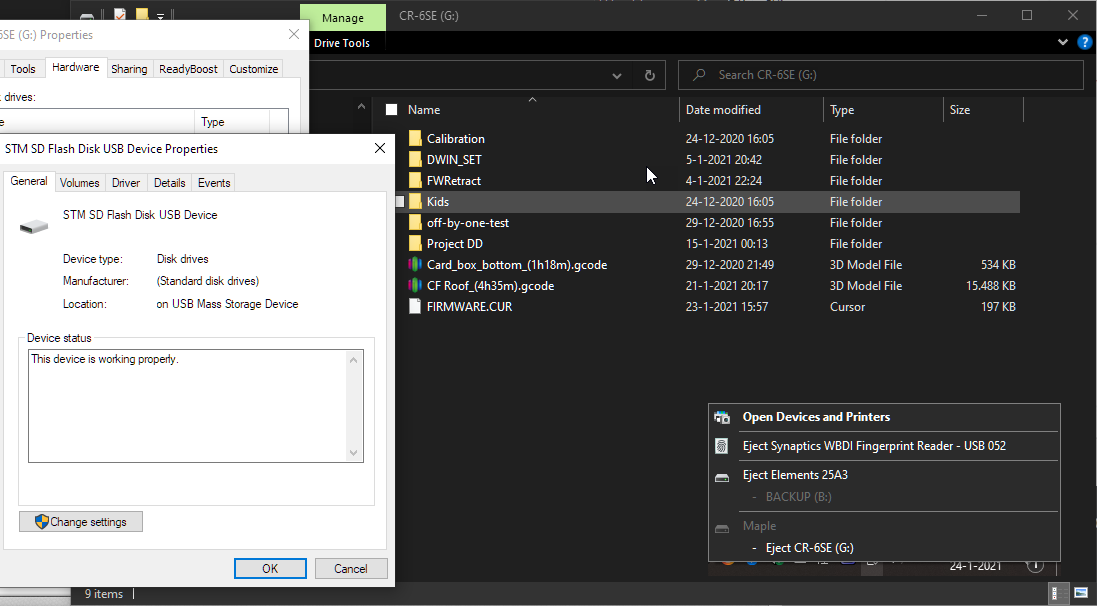 Manage
CR-6SE (G:)
6SE (G:) Properties
Drive Tools
Tools
Hardware
Sharing
ReadyBoost
Customize
drives:
Type
Search CR-6SE (G:)
Name
Date modified
Type
Size
Calibration
24-12-2020 16:05
File folder
DWIN_SET
5-1-2021 20:42
File folder
FWRetract
4-1-2021 22:24
File folder
Kids
24-12-2020 16:05
File folder
off-by-one-test
29-12-2020 16:55
File folder
Project DD
15-1-2021 00:13
File folder
Card_box_bottom_(1h18m).gcode
29-12-2020 21:49
3D Model File
534 KB
CF Roof_(4h35m).gcode
21-1-2021 20:17
3D Model File
15.488 KB
FIRMWARE.CUR
23-1-2021 15:57
Cursor
197 KB
STM SD Flash Disk USB Device Properties
General
Volumes
Driver
Details
Events
STM SD Flash Disk USB Device
Device type:
Disk drives
Manufacturer:
(Standard disk drives)
Location:
on USB Mass Storage Device
Device status
This device is working properly.
Change settings
OK
Cancel
Open Devices and Printers
Eject Synaptics WBDI Fingerprint Reader - USB 052
Eject Elements 25A3
- BACKUP (B:)
Maple
- Eject CR-6SE (G:)
24-1-2021
9 items